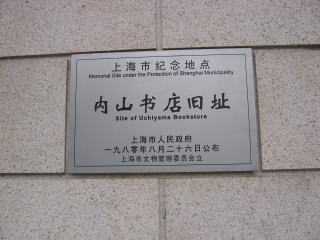 上海市纪念地点
Memorial Site under the Protection of Shanghai Municipality
内山书店旧址
Site of Uchiyama Bookstore
上海市人民政府
一九八零年八月二十六日公布
上海市文物管理委员会立